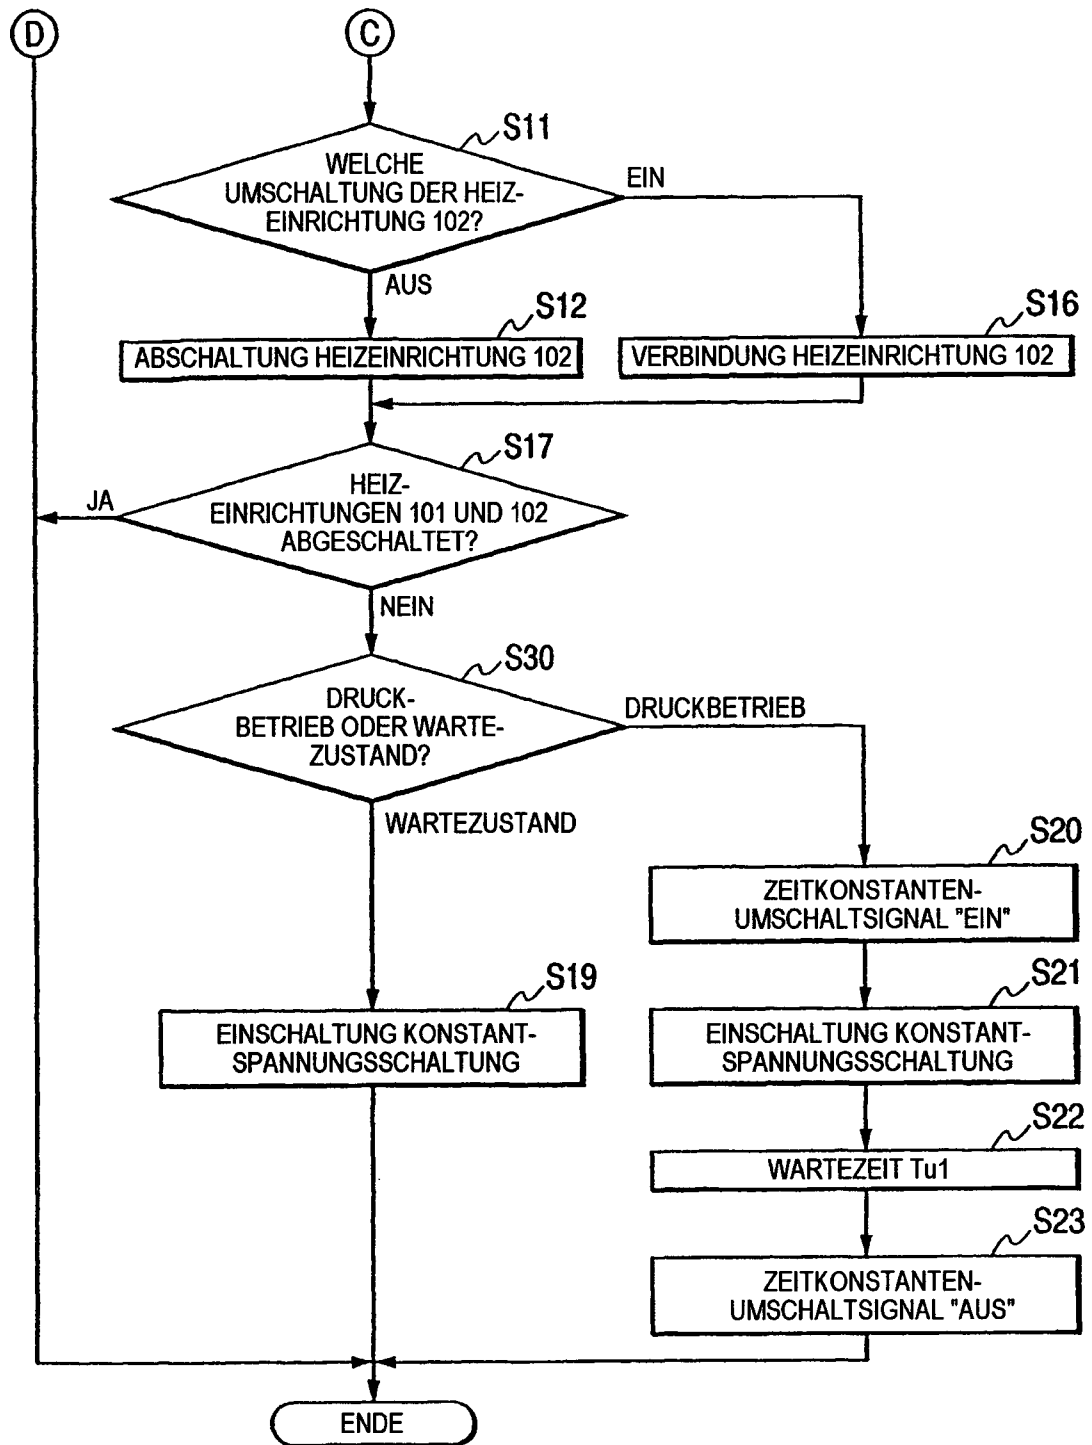 D
C
S11
WELCHE
UMSCHALTUNG DER HEIZ-
EINRICHTUNG 102?
EIN
AUS
S12
ABSCHALTUNG HEIZEINRICHTUNG 102
S16
VERBINDUNG HEIZEINRICHTUNG 102
S17
HEIZ-
EINRICHTUNGEN 101 UND 102
ABGESCHALTET?
JA
NEIN
S30
DRUCK-
BETRIEB ODER WARTE-
ZUSTAND?
DRUCKBETRIEB
WARTEZUSTAND
S20
ZEITKONSTANTEN-
UMSCHALTSIGNAL "EIN"
S19
EINSCHALTUNG KONSTANT-
SPANNUNGSSCHALTUNG
S21
EINSCHALTUNG KONSTANT-
SPANNUNGSSCHALTUNG
S22
WARTEZEIT Tu1
S23
ZEITKONSTANTEN-
UMSCHALTSIGNAL "AUS"
ENDE